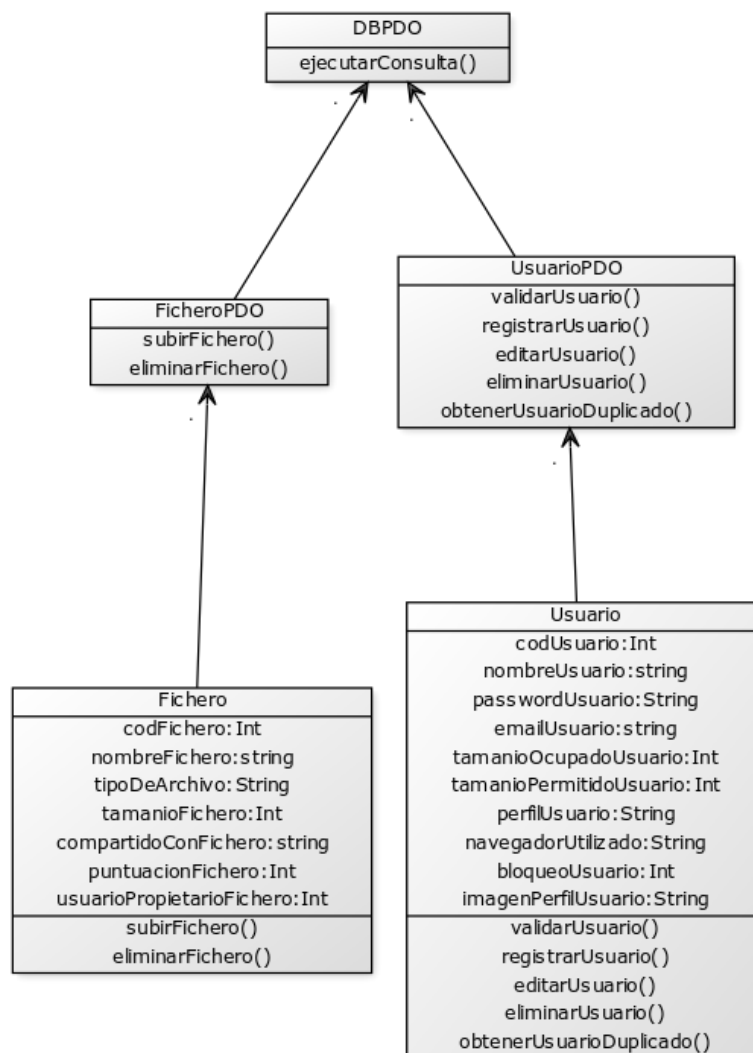 DBPDO
ejecutarConsulta()
FicheroPDO
subirFichero()
eliminarFichero()
UsuarioPDO
validarUsuario()
registrarUsuario()
editarUsuario()
eliminarUsuario()
obtenerUsuarioDuplicado()
Fichero
codFichero:Int
nombreFichero:string
tipoDeArchivo:String
tamanioFichero:Int
compartidoConFichero:string
puntuacionFichero:Int
usuarioPropietarioFichero:Int
subirFichero()
eliminarFichero()
Usuario
codUsuario:Int
nombreUsuario:string
passwordUsuario:String
emailUsuario:string
tamanioOcupadoUsuario:Int
tamanioPermitidoUsuario:Int
perfilUsuario:String
navegadorUtilizado:String
bloqueoUsuario:Int
imagenPerfilUsuario:String
validarUsuario()
registrarUsuario()
editarUsuario()
eliminarUsuario()
obtenerUsuarioDuplicado()